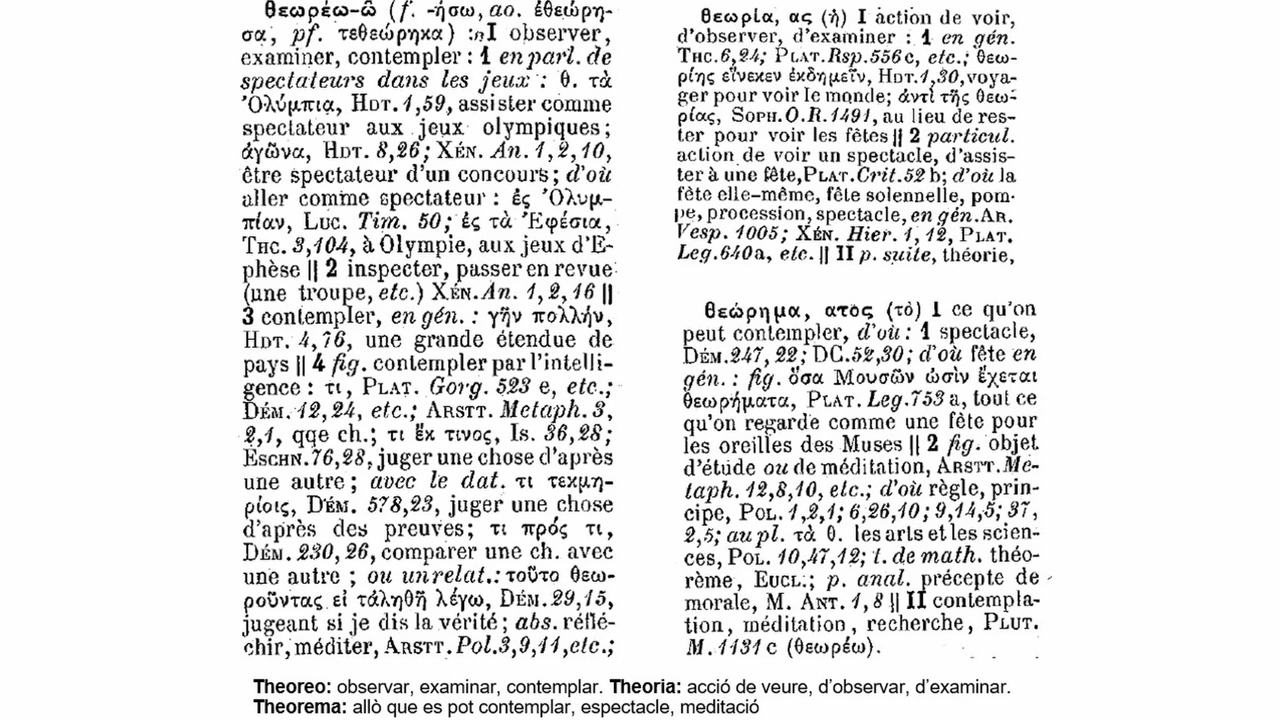 θεωρέω-ῶ (f. -ήσω, ao. ἐθεώρη-
σα, pf. τεθεώρηκα) : I observer,
examiner, contempler : 1 en parl. de
spectateurs dans les jeux : θ. τὰ
Ὀλύμπια, HDT. 1,59, assister comme
spectateur aux jeux olympiques ;
ἀγῶνα, HDT. 8,26; XÉN. An. 1,2,10,
être spectateur d'un concours ; d'où
aller comme spectateur : ἐς Ὀλυμ-
πίαν, LUC. Tim. 50; ἐς τὰ Ἐφέσια,
THC. 3,104, à Olympie, aux jeux d'É-
phèse || 2 inspecter, passer en revue
(une troupe, etc.) XÉN. An. 1,2,16 ||
3 contempler, en gén. : γῆν πολλήν,
HDT. 4,76, une grande étendue de
pays || 4 fig. contempler par l'intelli-
gence : τι, PLAT. Gorg. 523 e, etc.;
DÉM. 12,24, etc.; ARSTT. Metaph. 3,
2,1, qqe ch.; τι ἔκ τινος, Is. 36,28;
ESCHN. 76,28, juger une chose d'après
une autre ; avec le dat. τι τεκμη-
ρίοις, DÉM. 578,23, juger une chose
d'après des preuves; τι πρός τι,
DÉM. 230,26, comparer une ch. avec
une autre ; ou un relat. : τοῦτο θεω-
ροῦντας εἰ τἀληθῆ λέγω, DÉM. 29,15,
jugeant si je dis la vérité ; abs. réflé-
chir, méditer, ARSTT. Pol. 3,9,11, etc.;
θεωρία, ας (ἡ) I action de voir,
d'observer, d'examiner : 1 en gén.
THC. 6,24; PLAT. Rsp. 556 c, etc.; θεω-
ρίης εἵνεκεν ἐκδημεῖν, HDT. 1,30, voya-
ger pour voir le monde; ἀντὶ τῆς θεω-
ρίας, SOPH. O.R. 1491, au lieu de res-
ter pour voir les fêtes || 2 particul.
action de voir un spectacle, d'assis-
ter à une fête, PLAT. Crit. 52 b; d'où la
fête elle-même, fête solennelle, pom-
pe, procession, spectacle, en gén. AR.
Vesp. 1005; XÉN. Hier. 1,12, PLAT.
Leg. 640 a, etc. || II p. suite, théorie,
θεώρημα, ατος (τὸ) I ce qu'on
peut contempler, d'où : 1 spectacle,
DÉM. 247,22; DC. 52,30; d'où fête en
gén. : fig. ὅσα Μουσῶν ὠσὶν ἔχεται
θεωρήματα, PLAT. Leg. 753 a, tout ce
qu'on regarde comme une fête pour
les oreilles des Muses || 2 fig. objet
d'étude ou de méditation, ARSTT. Me-
taph. 12,8,10, etc.; d'où règle, prin-
cipe, POL. 1,2,1; 6,26,10; 9,14,5; 37,
2,5; au pl. τὰ θ. les arts et les scien-
ces, POL. 10,47,12; t. de math. théo-
rème, EUCL.; p. anal. précepte de
morale, M. ANT. 1,8 || II contempla-
tion, méditation, recherche, PLUT.
M. 1131 c (θεωρέω).
Theoreo: observar, examinar, contemplar. Theoria: acció de veure, d'observar, d'examinar.
Theorema: allò que es pot contemplar, espectacle, meditació